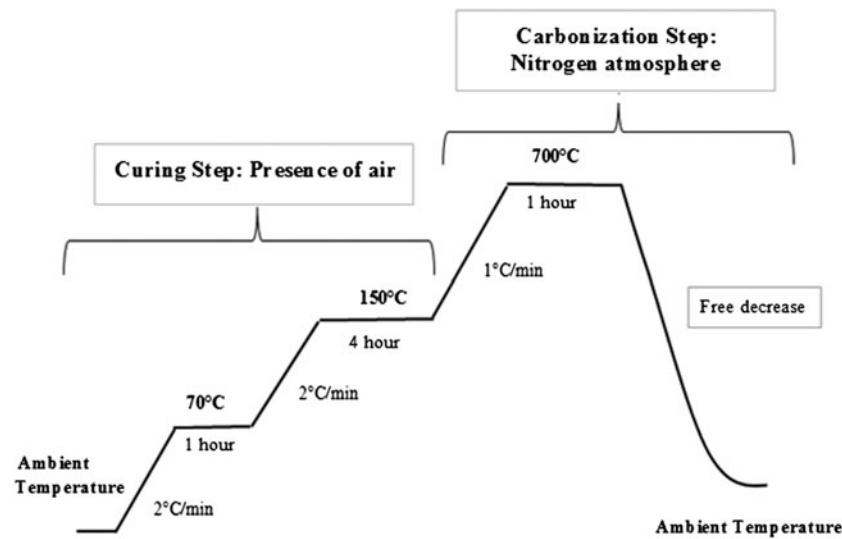 Carbonization Step:
Nitrogen atmosphere
Curing Step: Presence of air
700°C
1 hour
1°C/min
150°C
4 hour
Free decrease
2°C/min
70°C
1 hour
Ambient
Temperature
2°C/min
Ambient Temperature